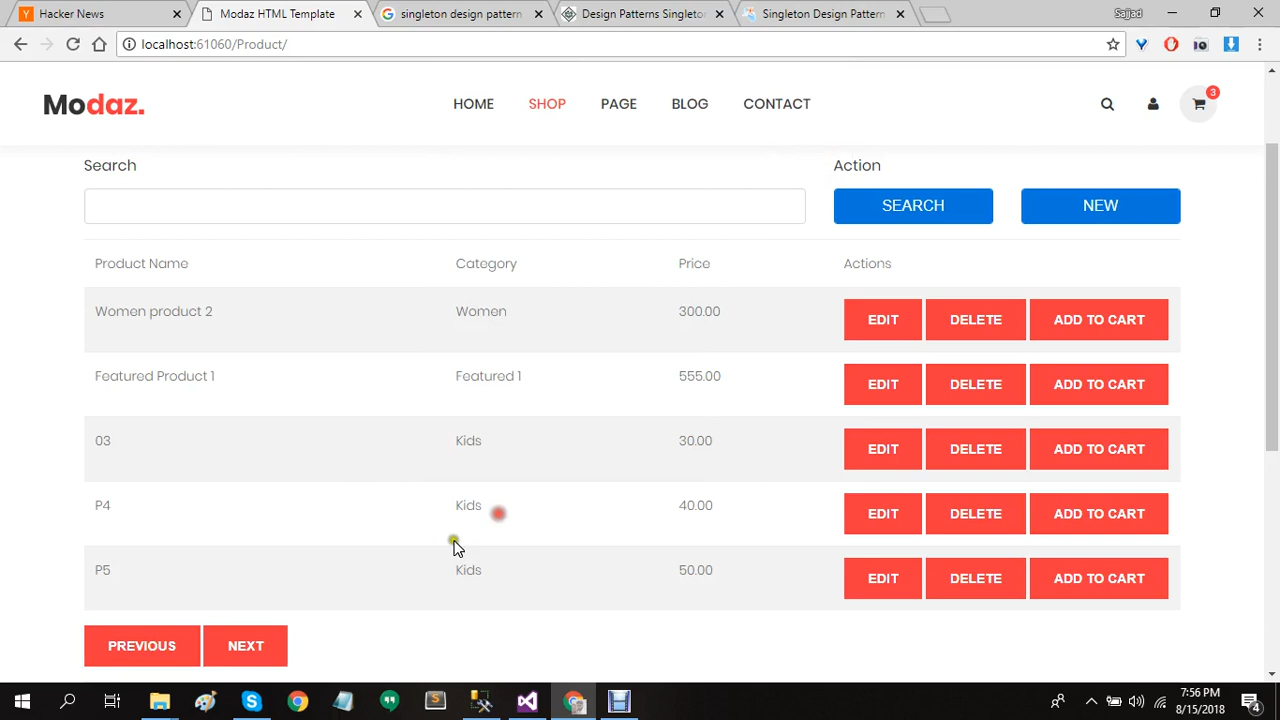 Hacker News
Modaz HTML Template
singleton design pattern
Design Patterns Singleto
Singleton Design Pattern
Sajjad
localhost:61060/Product/
Modaz.
HOME SHOP PAGE BLOG CONTACT
3
Search Action
SEARCH NEW
Product Name Category Price Actions
Women product 2 Women 300.00 EDIT DELETE ADD TO CART
Featured Product 1 Featured 1 555.00 EDIT DELETE ADD TO CART
03 Kids 30.00 EDIT DELETE ADD TO CART
P4 Kids 40.00 EDIT DELETE ADD TO CART
P5 Kids 50.00 EDIT DELETE ADD TO CART
PREVIOUS NEXT
7:56 PM
8/15/2018
4